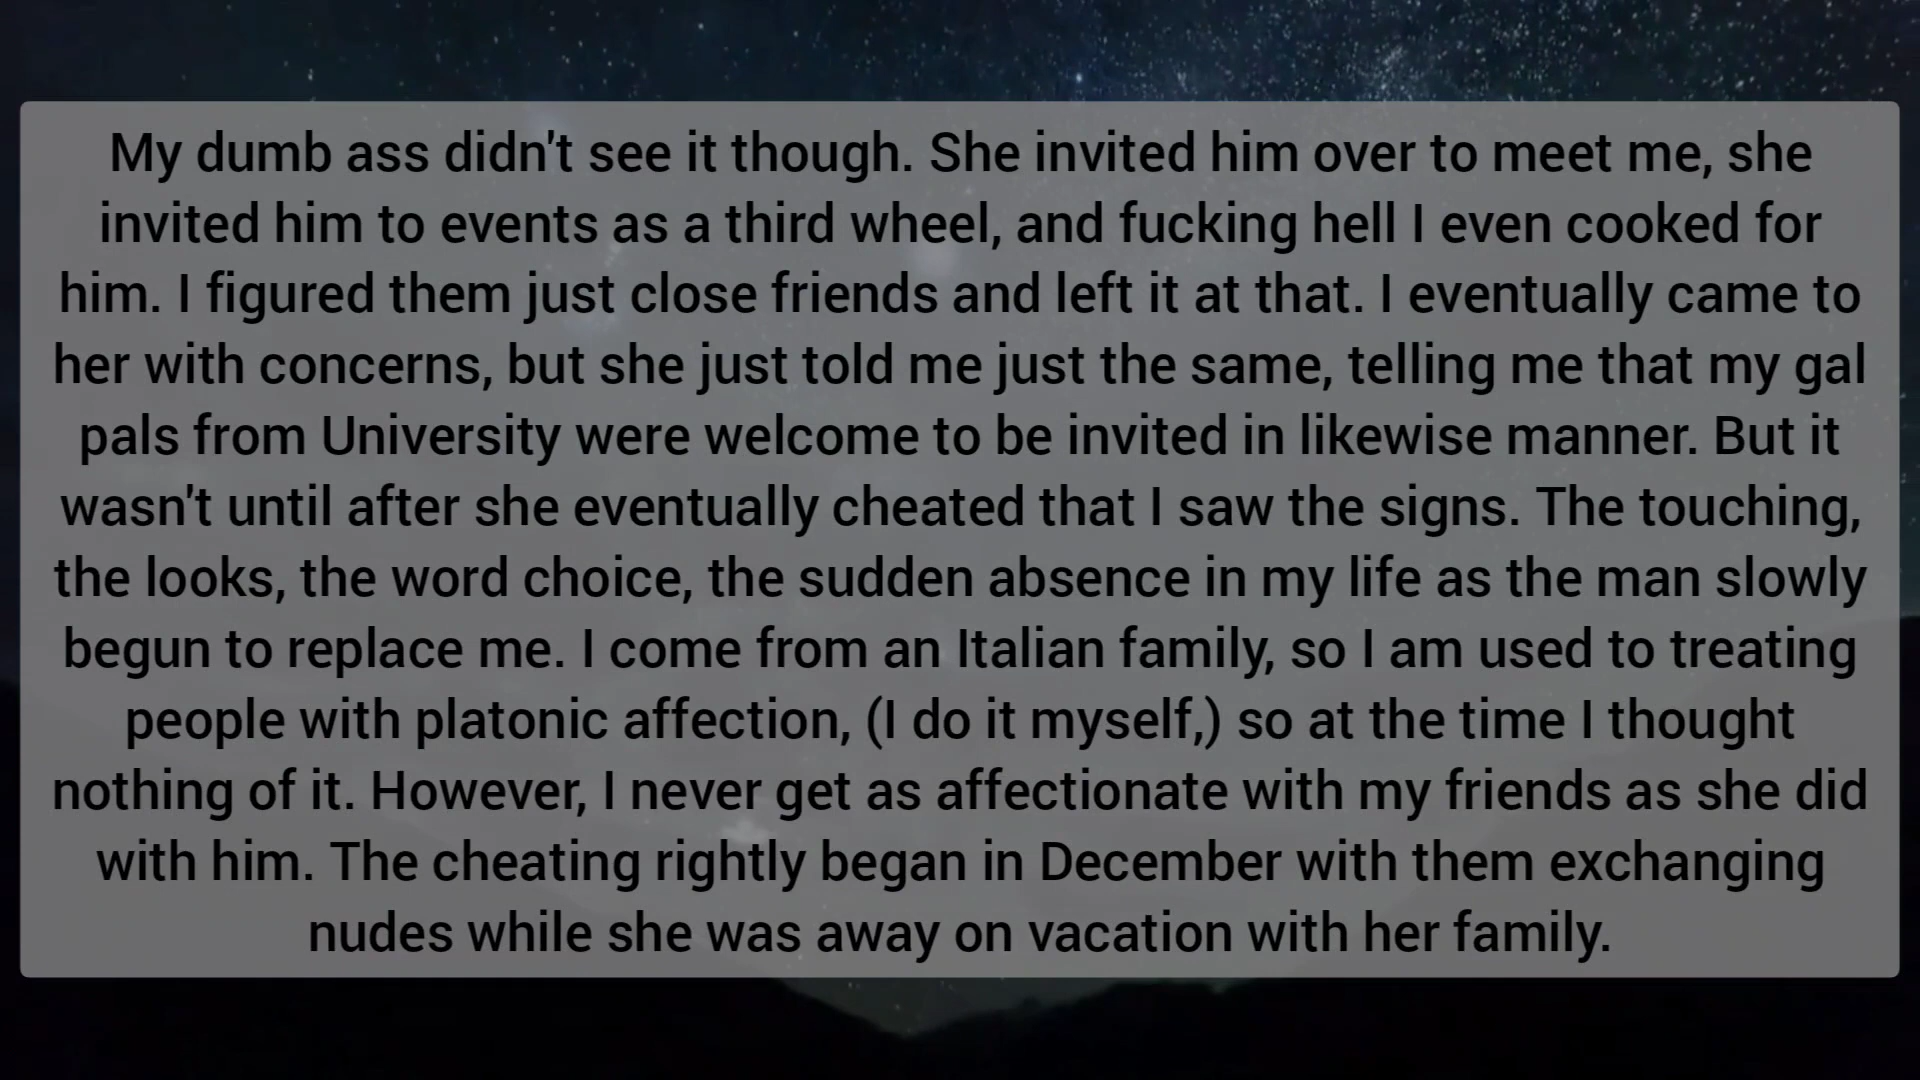 My dumb ass didn't see it though. She invited him over to meet me, she
invited him to events as a third wheel, and fucking hell I even cooked for
him. I figured them just close friends and left it at that. I eventually came to
her with concerns, but she just told me just the same, telling me that my gal
pals from University were welcome to be invited in likewise manner. But it
wasn't until after she eventually cheated that I saw the signs. The touching,
the looks, the word choice, the sudden absence in my life as the man slowly
begun to replace me. I come from an Italian family, so I am used to treating
people with platonic affection, (I do it myself,) so at the time I thought
nothing of it. However, I never get as affectionate with my friends as she did
with him. The cheating rightly began in December with them exchanging
nudes while she was away on vacation with her family.